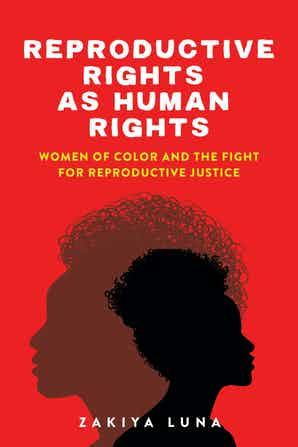 REPRODUCTIVE
RIGHTS
AS HUMAN
RIGHTS
WOMEN OF COLOR AND THE FIGHT
FOR REPRODUCTIVE JUSTICE
ZAKIYA LUNA